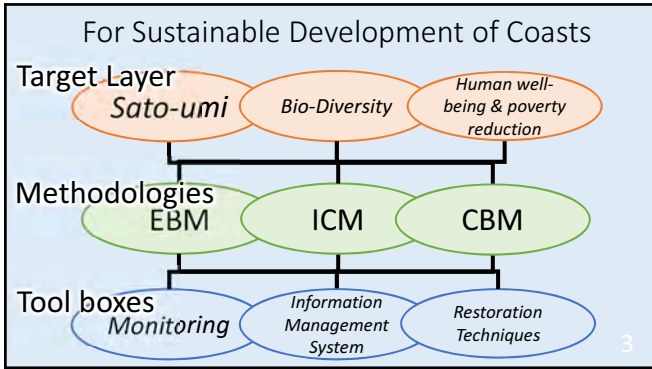 For Sustainable Development of Coasts
Target Layer
Sato-umi
Bio-Diversity
Human well-
being & poverty
reduction
Methodologies
EBM
ICM
CBM
Tool boxes
Monitoring
Information
Management
System
Restoration
Techniques
3